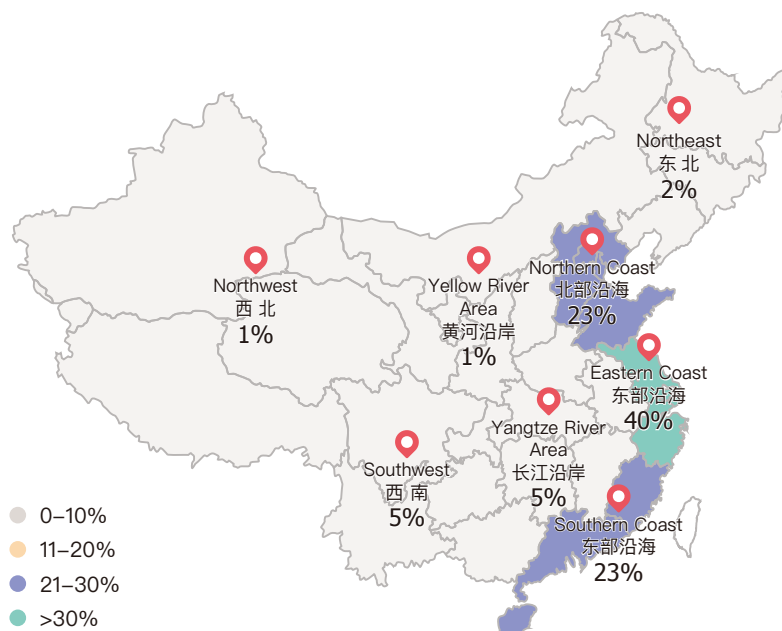 Northeast
东 北
2%
Northwest
西 北
1%
Yellow River
Area
黄河沿岸
1%
Northern Coast
北部沿海
23%
Eastern Coast
东部沿海
40%
Yangtze River
Area
长江沿岸
5%
Southwest
西 南
5%
Southern Coast
东部沿海
23%
0–10%
11–20%
21–30%
>30%